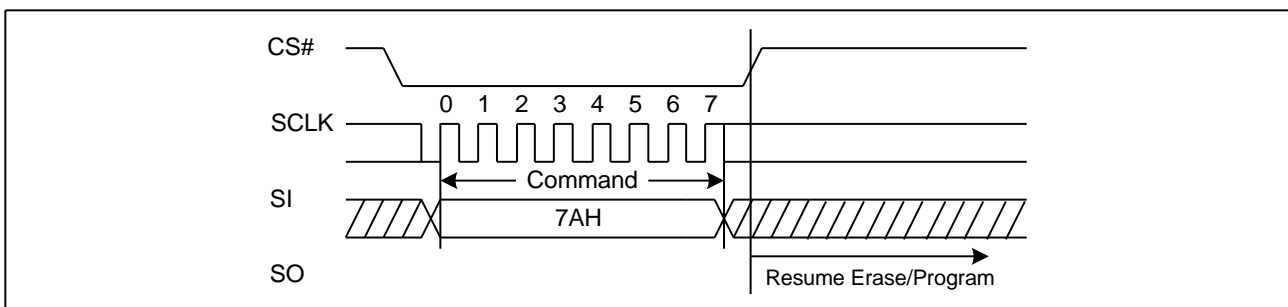 CS#
0 1 2 3 4 5 6 7
SCLK
Command
SI
7AH
SO
Resume Erase/Program